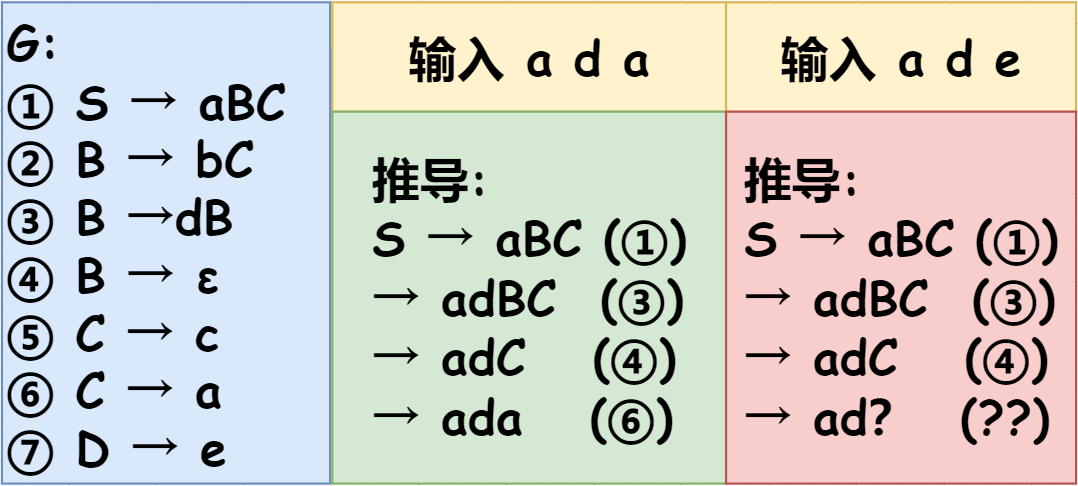 G:
① S → aBC
② B → bC
③ B →dB
④ B → ε
⑤ C → c
⑥ C → a
⑦ D → e
输入 a d a
推导:
S → aBC (①)
→ adBC (③)
→ adC (④)
→ ada (⑥)
输入 a d e
推导:
S → aBC (①)
→ adBC (③)
→ adC (④)
→ ad? (??)